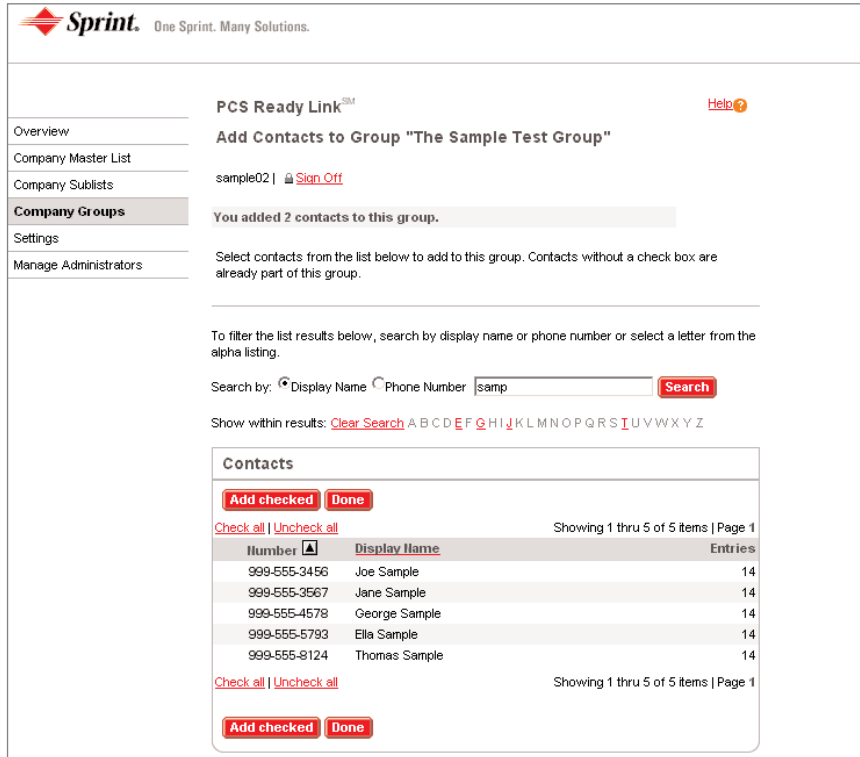 Sprint. One Sprint. Many Solutions.
PCS Ready Link SM
Help ?
Add Contacts to Group "The Sample Test Group"
Overview
Company Master List
Company Sublists
Company Groups
Settings
Manage Administrators
sample02 | Sign Off
You added 2 contacts to this group.
Select contacts from the list below to add to this group. Contacts without a check box are
already part of this group.
To filter the list results below, search by display name or phone number or select a letter from the
alpha listing.
Search by: Display Name Phone Number samp Search
Show within results: Clear Search A B C D E F G H I J K L M N O P Q R S T U V W X Y Z
Contacts
Add checked Done
Check all | Uncheck all Showing 1 thru 5 of 5 items | Page 1
Number Display Name Entries
999-555-3456 Joe Sample 14
999-555-3567 Jane Sample 14
999-555-4578 George Sample 14
999-555-5793 Ella Sample 14
999-555-8124 Thomas Sample 14
Check all | Uncheck all Showing 1 thru 5 of 5 items | Page 1
Add checked Done